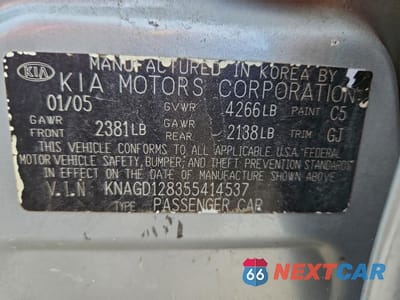 MANUFACTURED IN KOREA BY
KIA KIA MOTORS CORPORATION
01/05 GVWR 4266LB PAINT C5
GAWR FRONT 2381LB GAWR REAR 2138LB TRIM GJ
THIS VEHICLE CONFORMS TO ALL APPLICABLE U.S.A. FEDERAL
MOTOR VEHICLE SAFETY, BUMPER, AND THEFT PREVENTION STANDARDS
IN EFFECT ON THE DATE OF MANUFACTURE SHOWN ABOVE.
V.I.N KNAGD128355414537
TYPE PASSENGER CAR
66 NEXTCAR